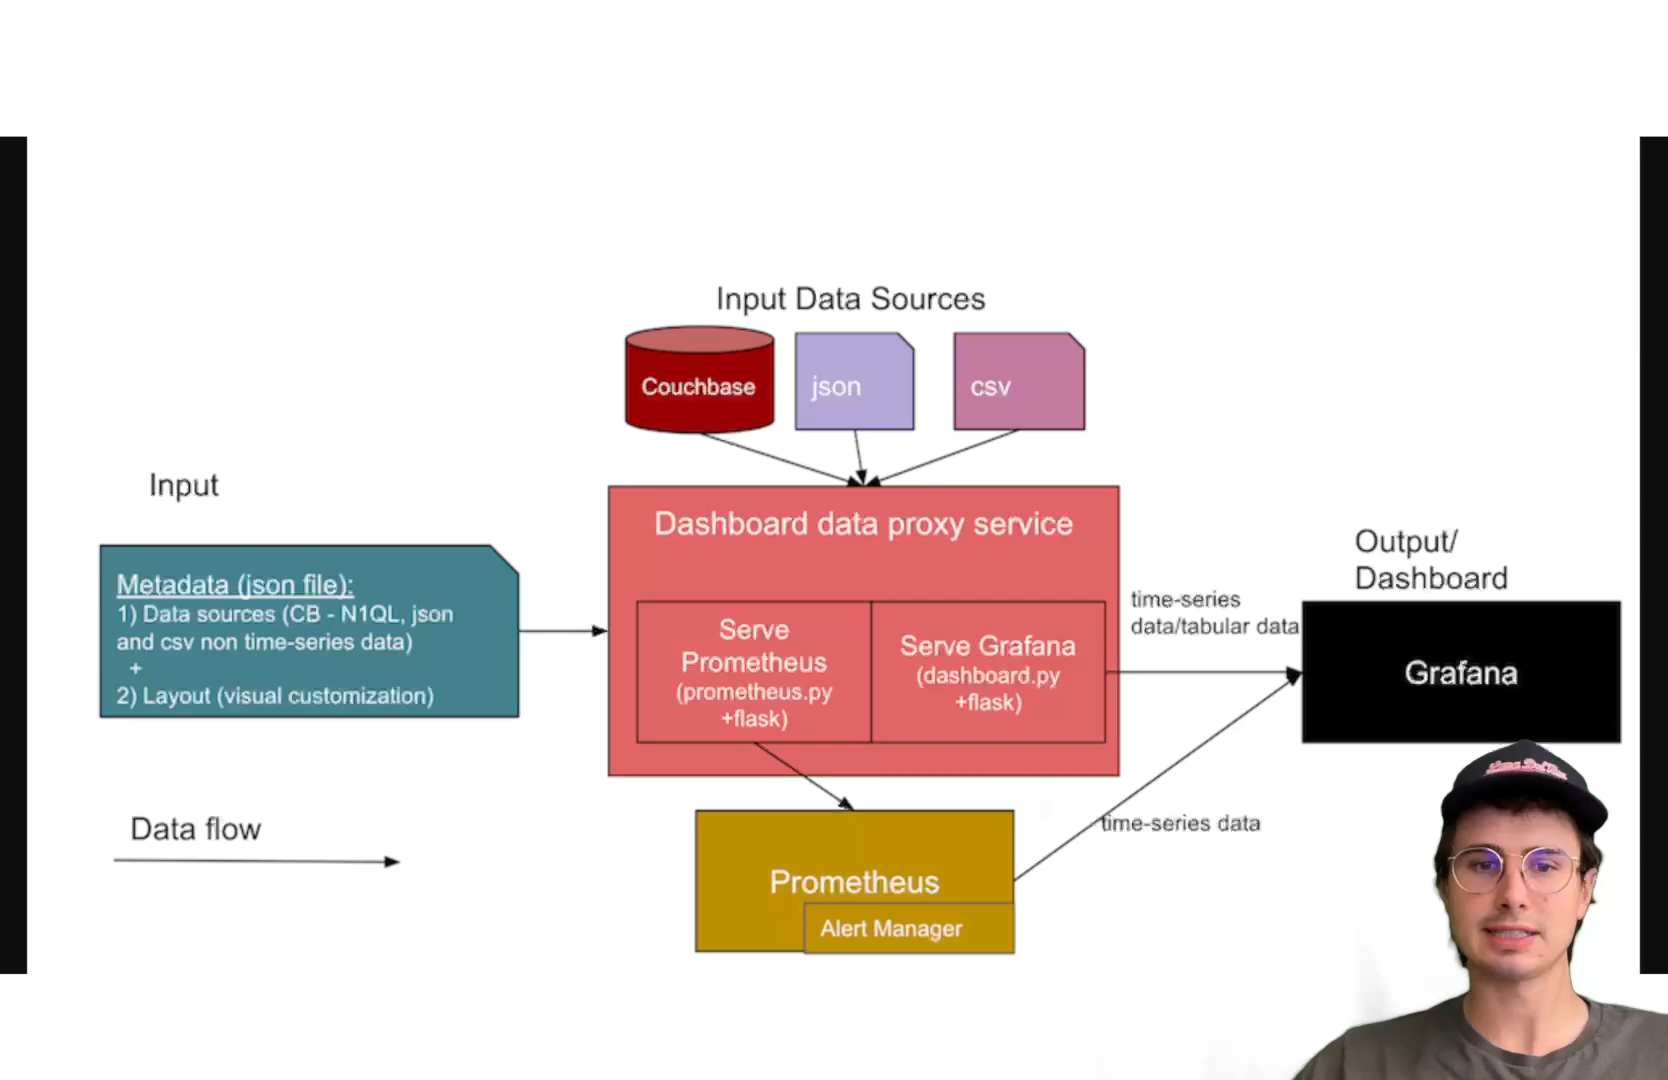 Input Data Sources
Couchbase
json
csv
Input
Metadata (json file):
1) Data sources (CB - N1QL, json
and csv non time-series data)
+
2) Layout (visual customization)
Data flow
Dashboard data proxy service
Serve
Prometheus
(prometheus.py
+flask)
Serve Grafana
(dashboard.py
+flask)
time-series
data/tabular data
Output/
Dashboard
Grafana
time-series data
Prometheus
Alert Manager